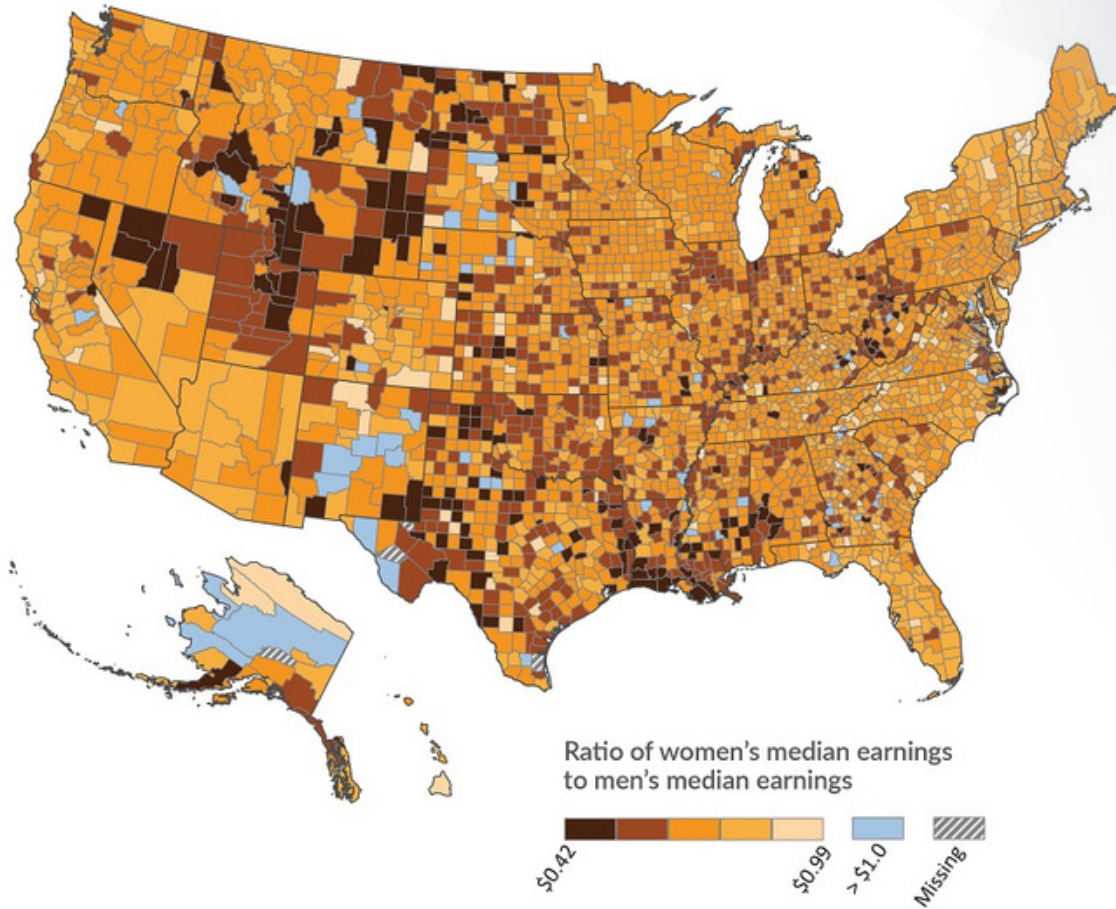 Ratio of women’s median earnings
to men’s median earnings
$0.42
$0.99
> $1.0
Missing